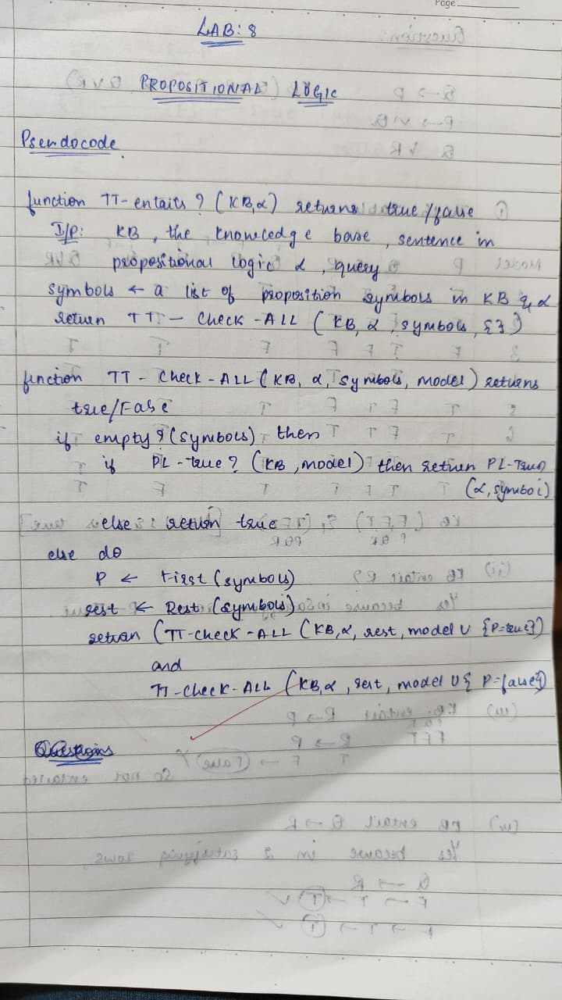 Page
LAB: 8
PROPOSITIONAL LOGIC
Pseudocode.
function TT-entails ? (KB,α) returns true/false
I/P: KB, the knowledge base, sentence in
propositional logic α, query
symbols ← a list of proposition symbols in KB & α
return TT - Check -ALL (KB, α, symbols, {})
function TT - Check - ALL (KB, α, symbols, model) returns
true/False
if empty ? (symbols) then
if PL - true ? (KB, model) then return PL-True
(α, symbol)
else return true
else do
P ← First (symbols)
rest ← Rest (symbols)
return (TT-check-ALL (KB,α, rest, model ∪ {P=true})
and
TT-Check-ALL (KB,α, rest, model ∪ { P=false})